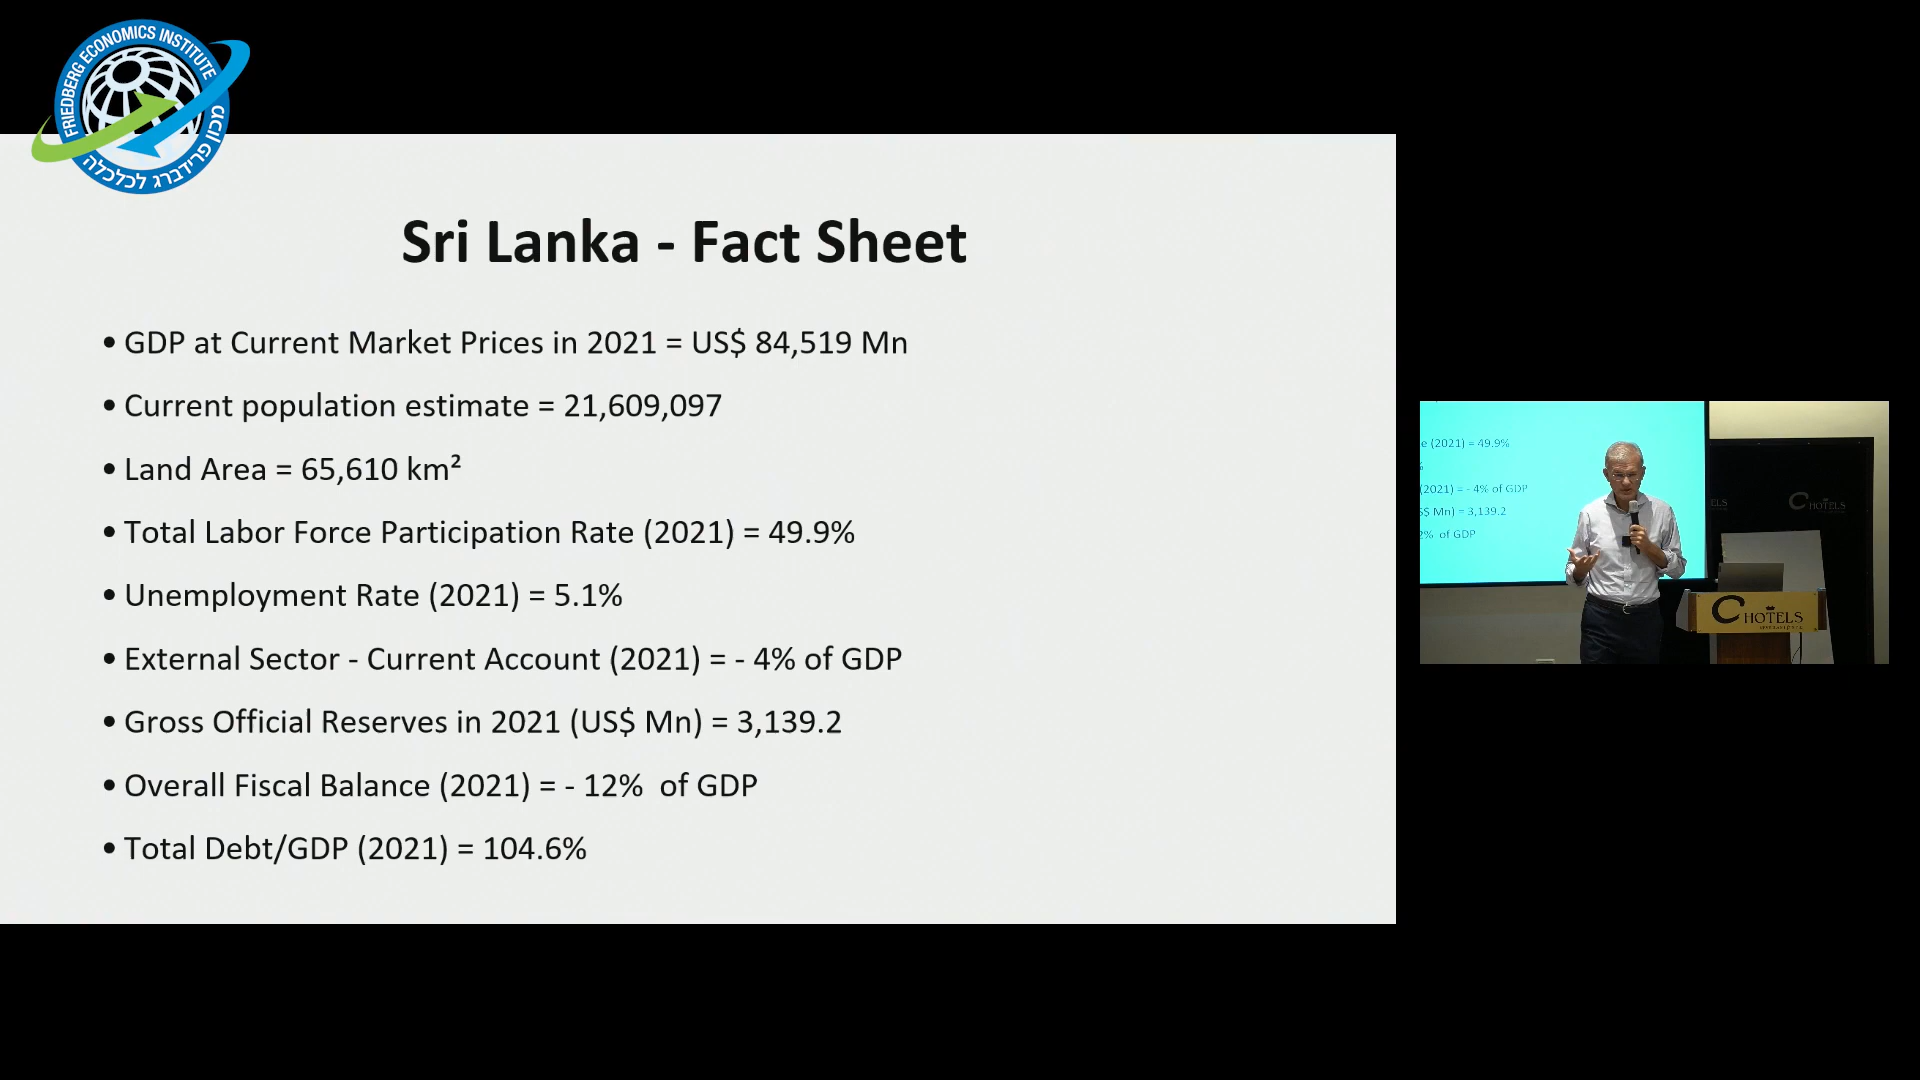 FRIEDBERG ECONOMICS INSTITUTE
מכון פרידברג לכלכלה
Sri Lanka - Fact Sheet
• GDP at Current Market Prices in 2021 = US$ 84,519 Mn
• Current population estimate = 21,609,097
• Land Area = 65,610 km²
• Total Labor Force Participation Rate (2021) = 49.9%
• Unemployment Rate (2021) = 5.1%
• External Sector - Current Account (2021) = - 4% of GDP
• Gross Official Reserves in 2021 (US$ Mn) = 3,139.2
• Overall Fiscal Balance (2021) = - 12%  of GDP
• Total Debt/GDP (2021) = 104.6%
e (2021) = 49.9%
%
(2021) = - 4% of GDP
S$ Mn) = 3,139.2
2%  of GDP
ELS
C HOTELS
C HOTELS